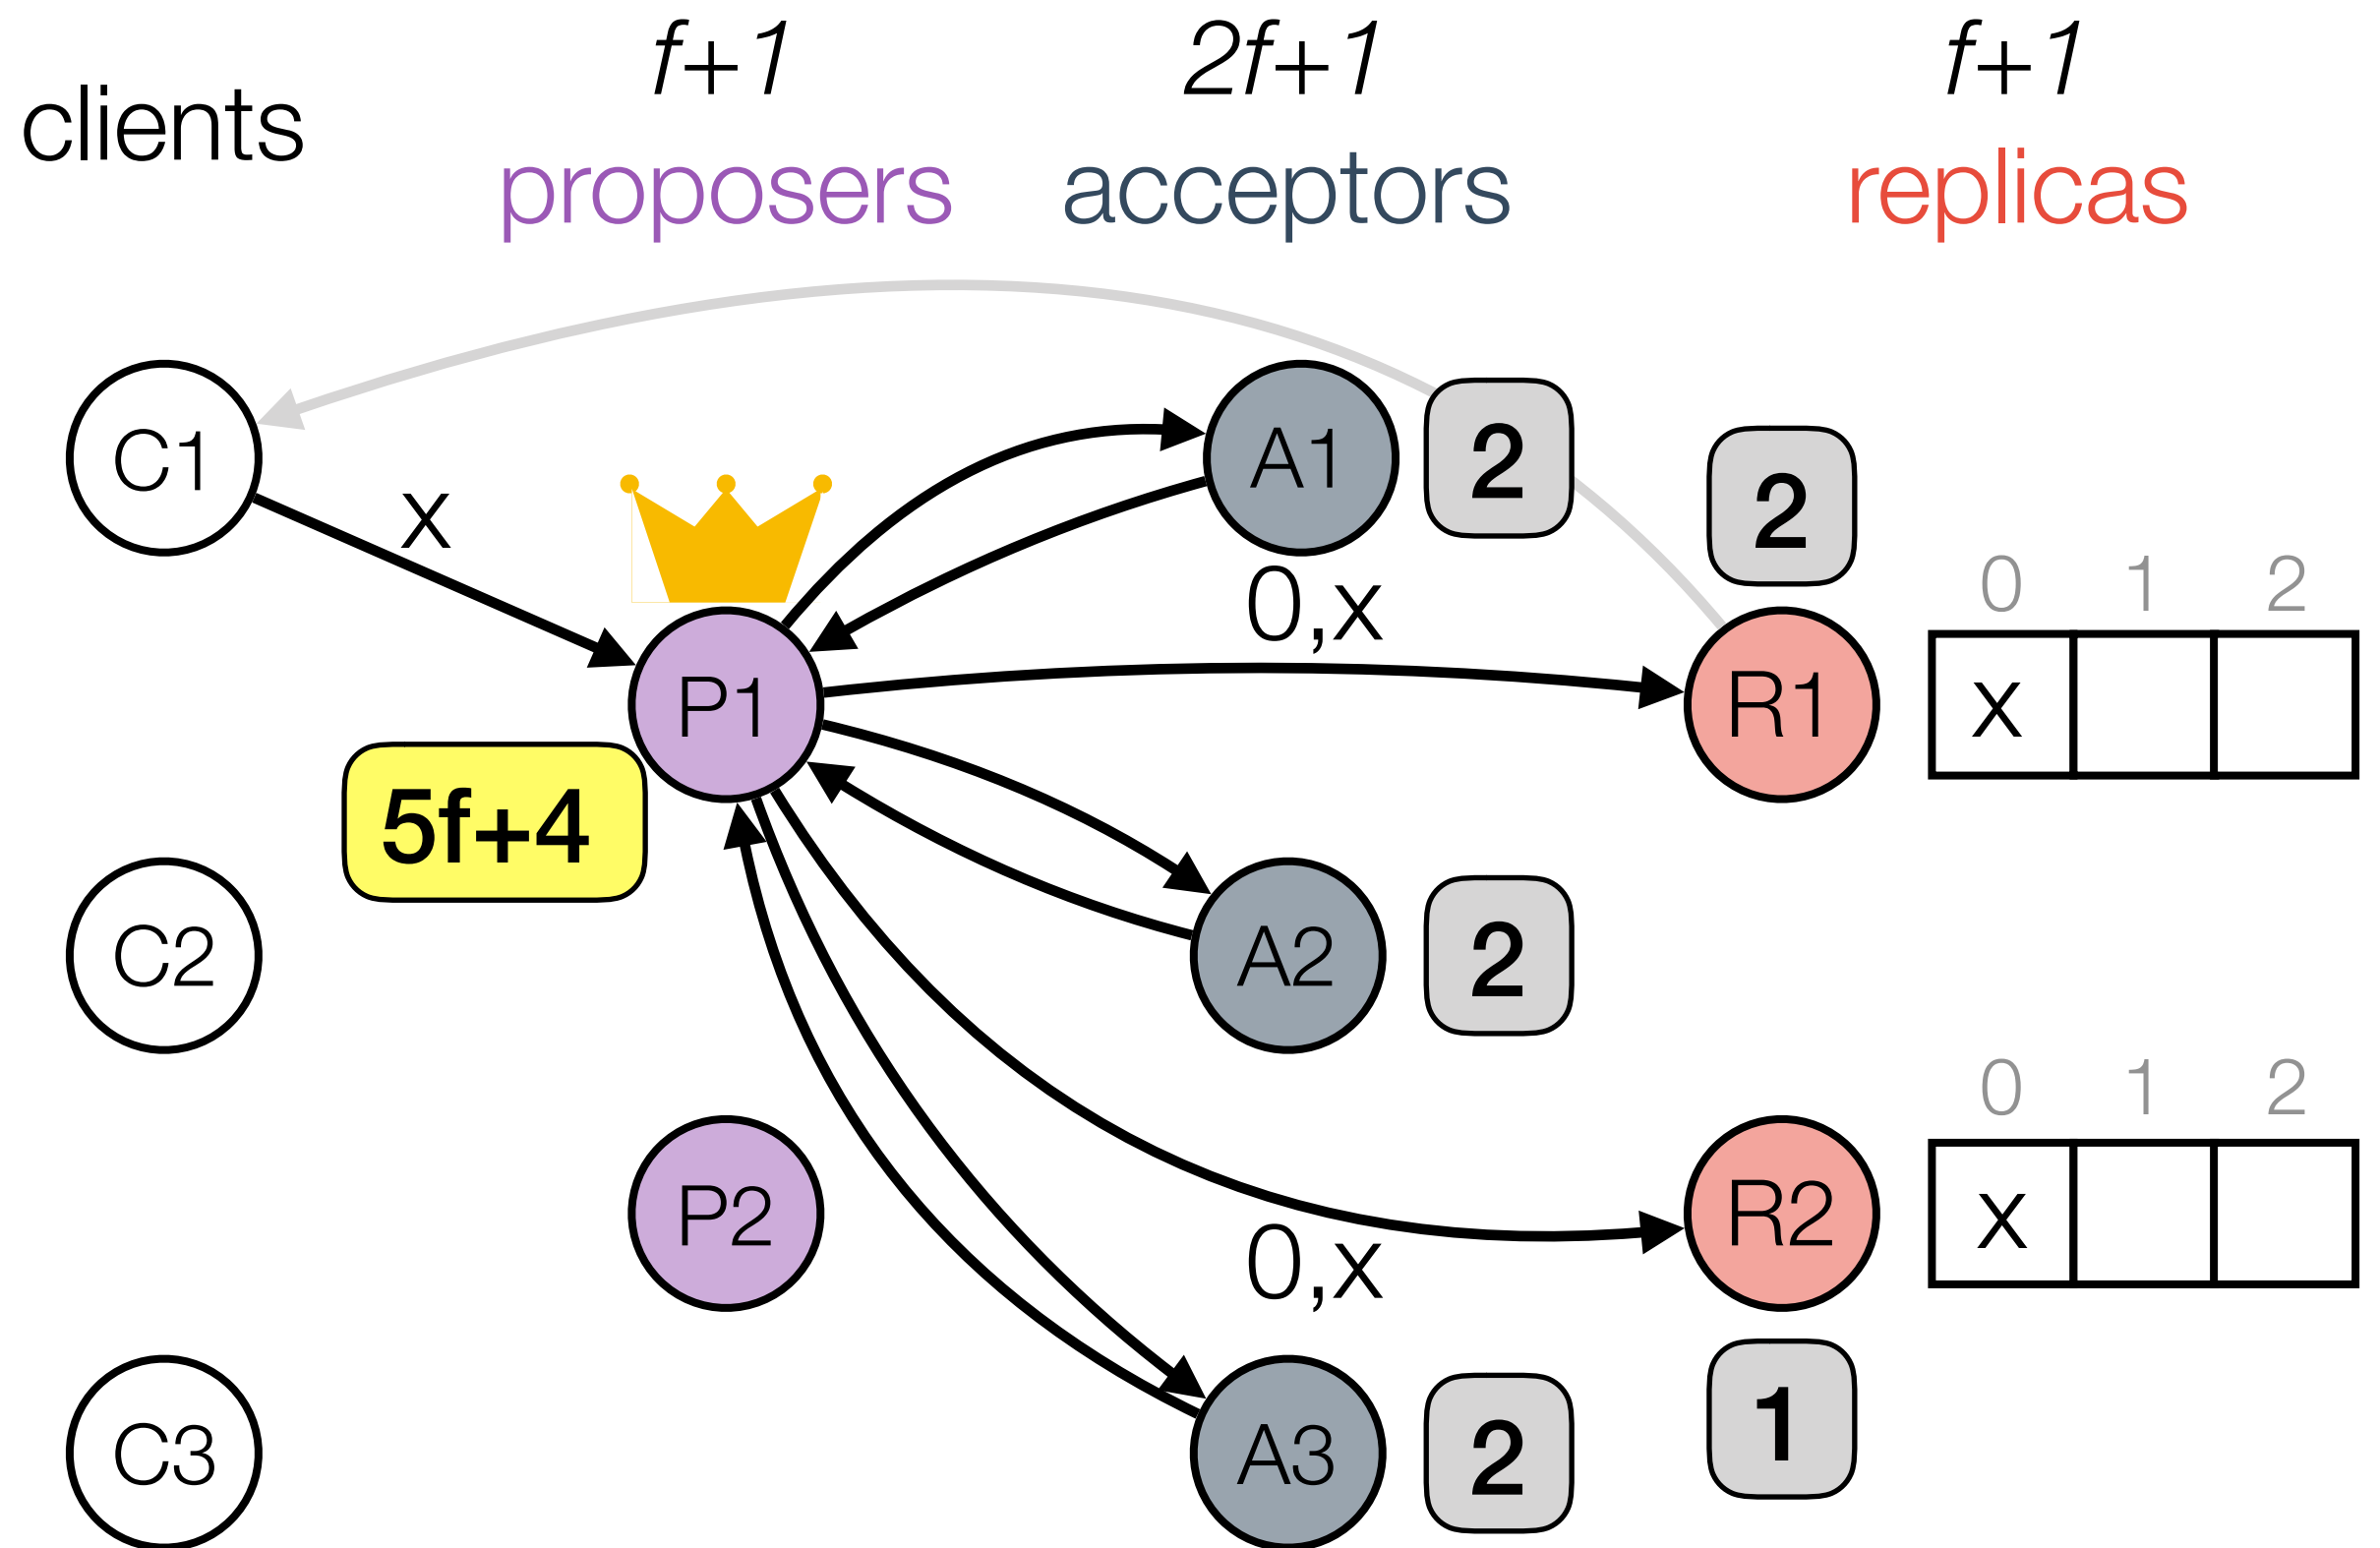 f+1
2f+1
f+1
clients
proposers
acceptors
replicas
C1
x
A1
2
2
0,x
0 1 2
P1
R1
x
5f+4
C2
A2
2
0 1 2
P2
0,x
R2
x
C3
A3
2
1